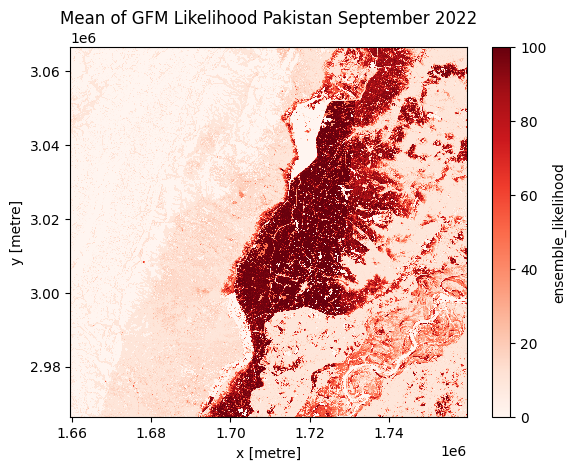 Mean of GFM Likelihood Pakistan September 2022
1e6
3.06
3.04
3.02
3.00
2.98
y [metre]
1.66
1.68
1.70
1.72
1.74
1e6
x [metre]
100
80
60
40
20
0
ensemble_likelihood